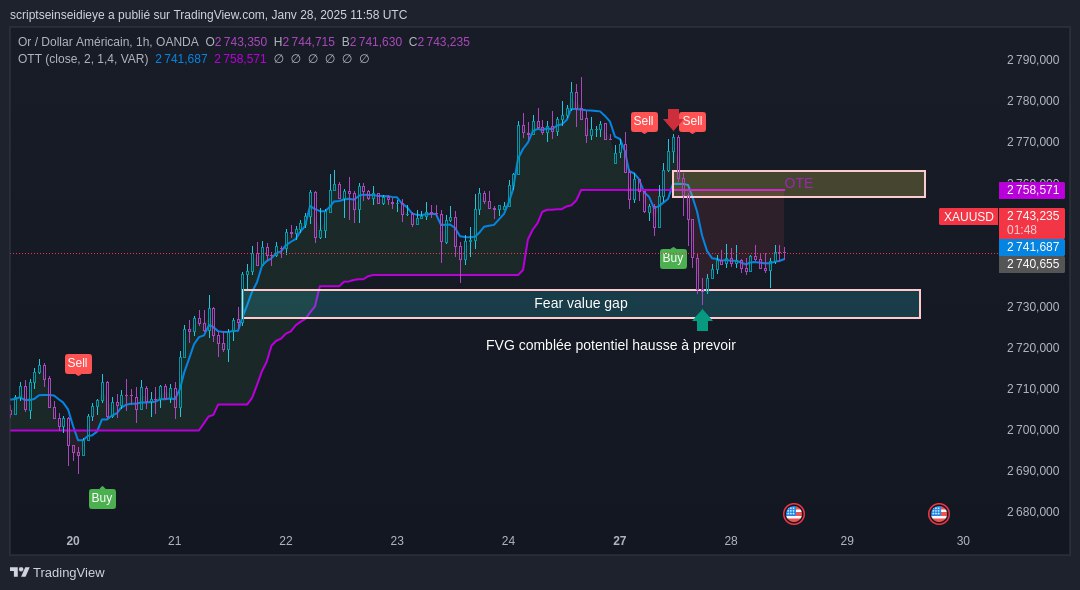 scriptseinseidieye a publié sur TradingView.com, Janv 28, 2025 11:58 UTC
Or / Dollar Américain, 1h, OANDA O2 743,350 H2 744,715 B2 741,630 C2 743,235
OTT (close, 2, 1,4, VAR) 2 741,687 2 758,571 ∅ ∅ ∅ ∅ ∅ ∅
2 790,000
2 780,000
Sell
Sell
2 770,000
OTE
2 758,571
XAUUSD 2 743,235
01:48
2 741,687
Buy
2 740,655
Fear value gap
2 730,000
FVG comblée potentiel hausse à prevoir
2 720,000
Sell
2 710,000
2 700,000
2 690,000
Buy
2 680,000
20 21 22 23 24 27 28 29 30
TradingView